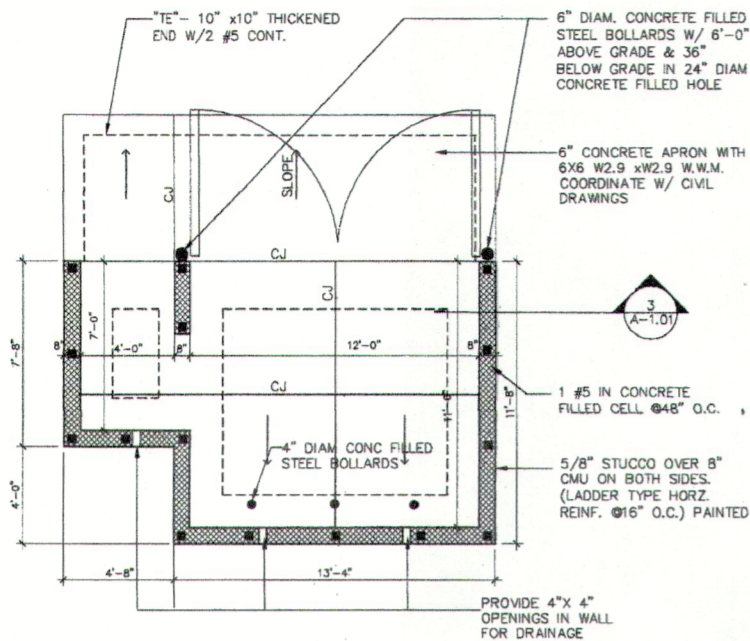 "TE"- 10" x10" THICKENED
END W/2 #5 CONT.
6" DIAM. CONCRETE FILLED
STEEL BOLLARDS W/ 6'-0"
ABOVE GRADE & 36"
BELOW GRADE IN 24" DIAM
CONCRETE FILLED HOLE
6" CONCRETE APRON WITH
6X6 W2.9 xW2.9 W.W.M.
COORDINATE W/ CIVIL
DRAWINGS
SLOPE
CJ
CJ
CJ
3
A-1.01
7'-8"
7'-0"
8"
4'-0"
8"
12'-0"
8"
CJ
11'-8"
1 #5 IN CONCRETE
FILLED CELL @48" O.C.
4" DIAM CONC FILLED
STEEL BOLLARDS
5/8" STUCCO OVER 8"
CMU ON BOTH SIDES.
(LADDER TYPE HORZ.
REINF. @16" O.C.) PAINTED
4'-0"
4'-8"
13'-4"
PROVIDE 4"X 4"
OPENINGS IN WALL
FOR DRAINAGE